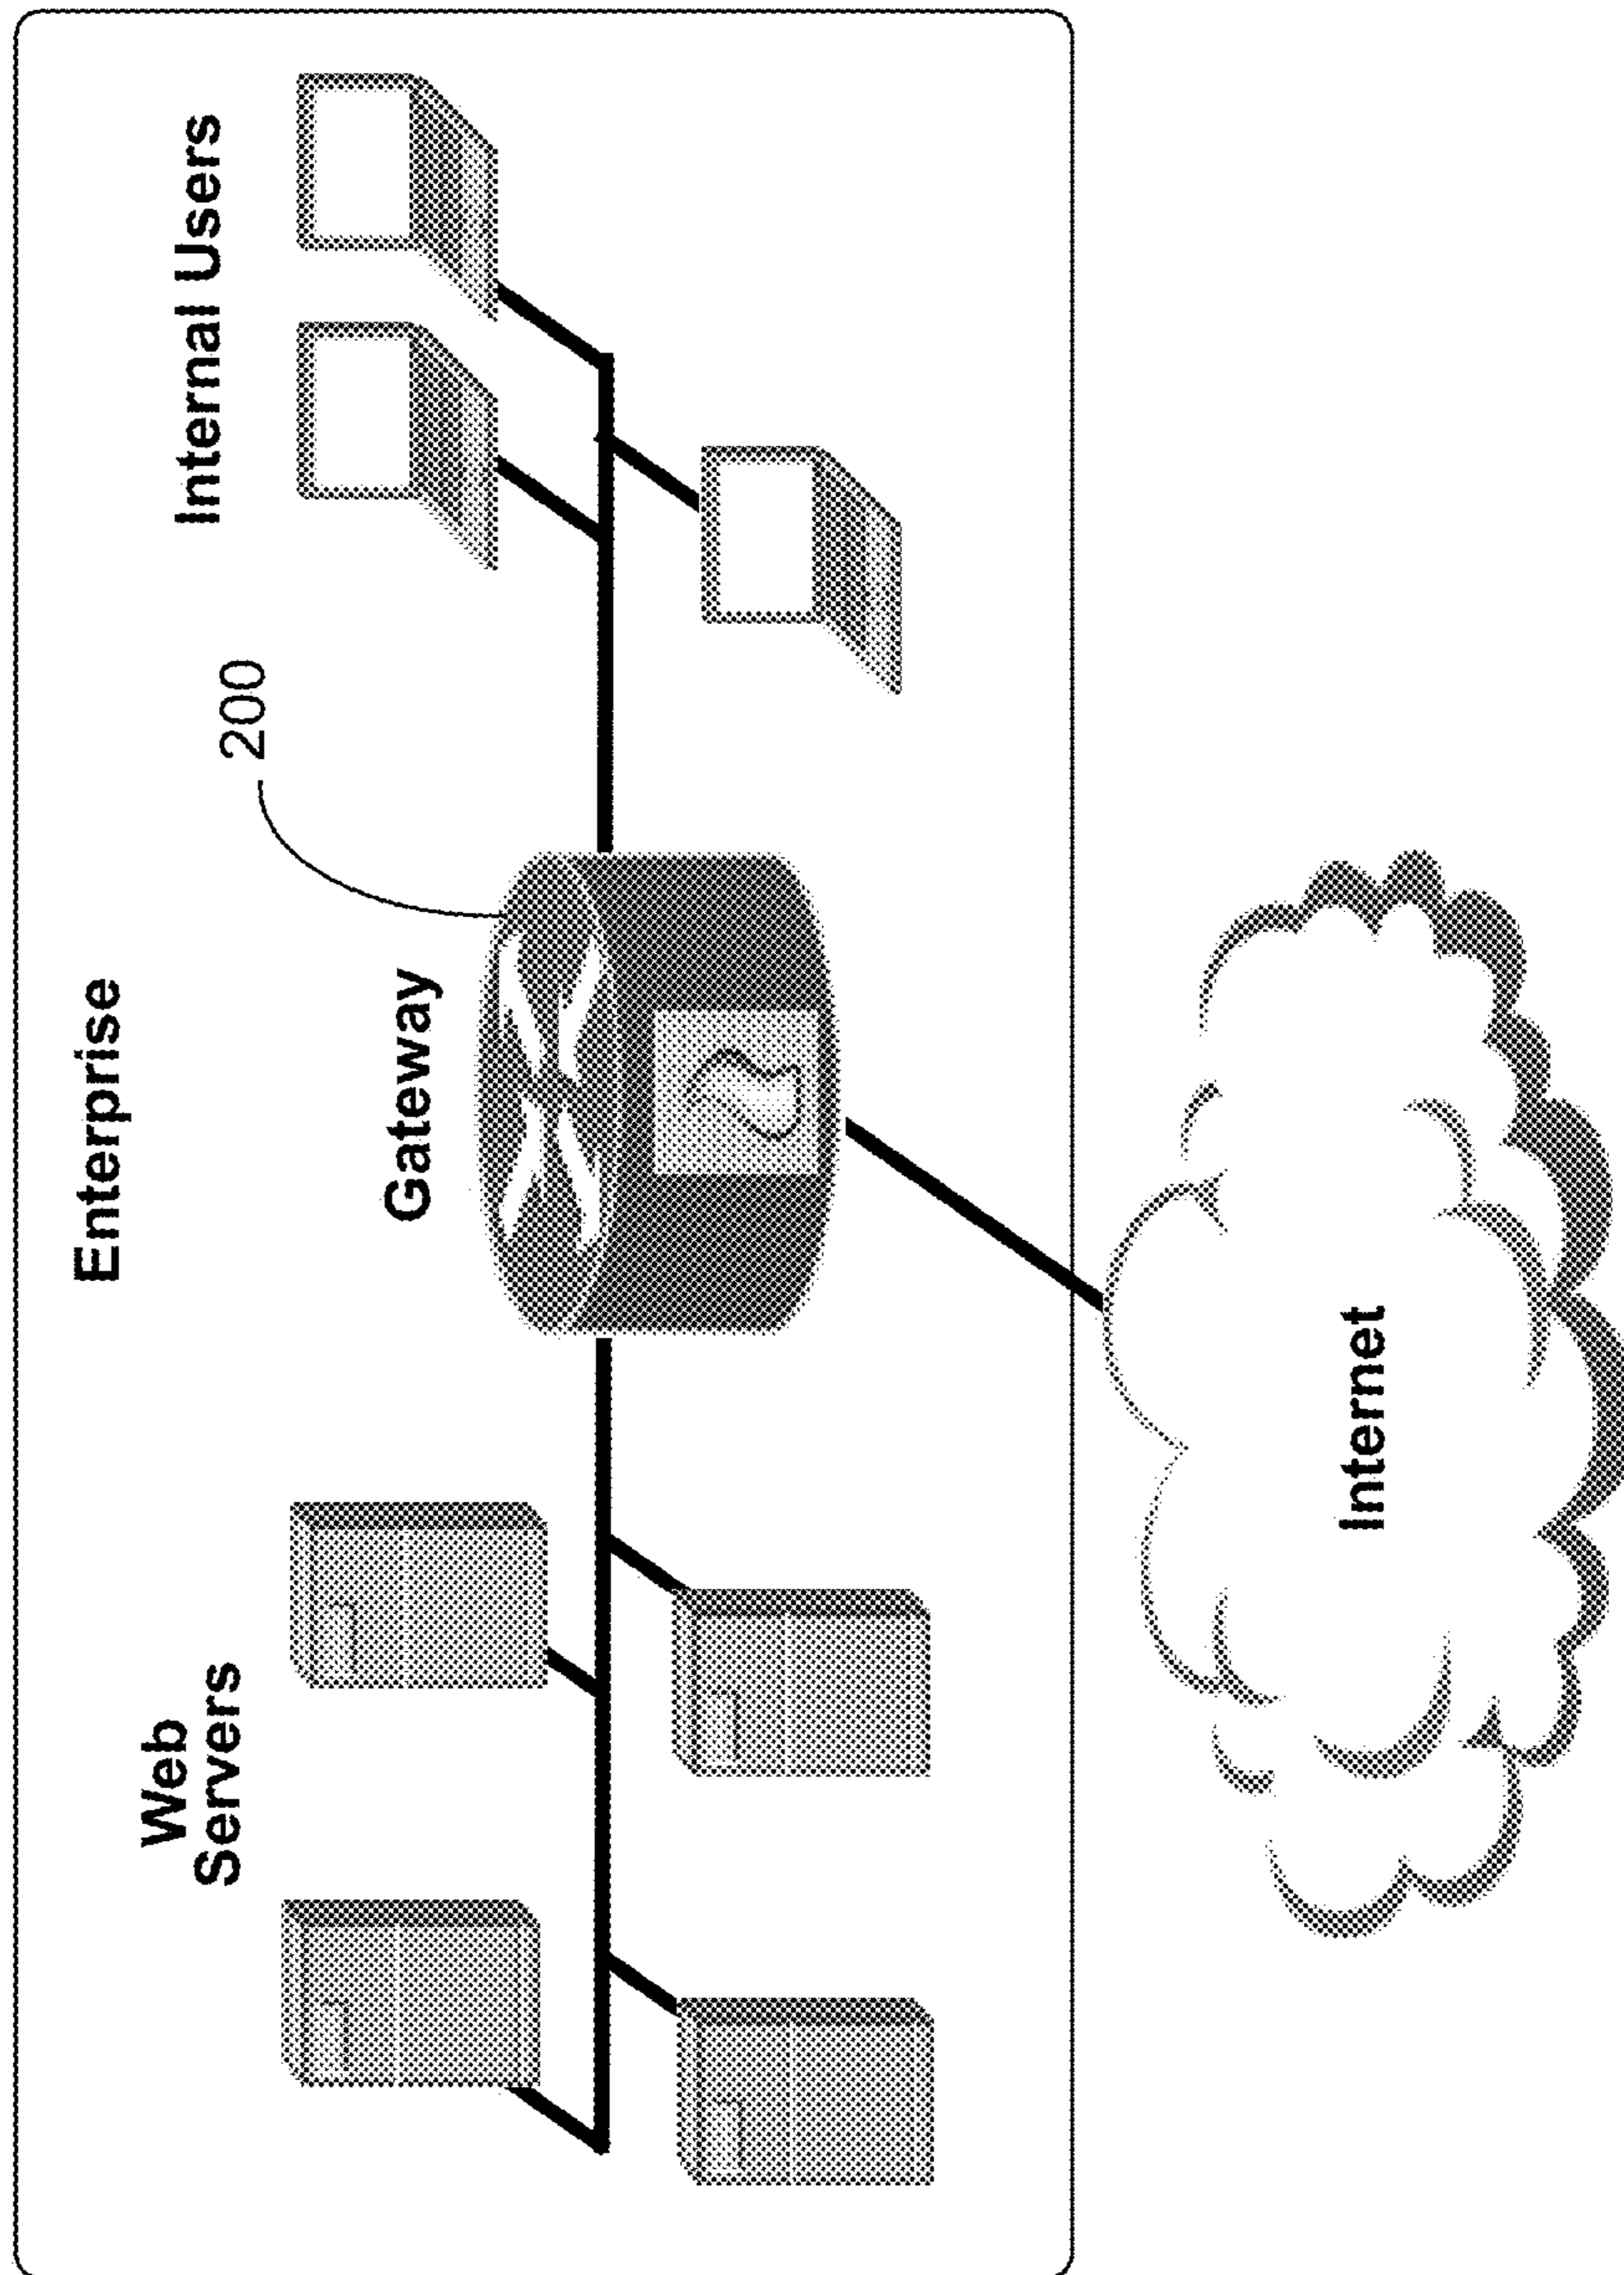 Enterprise
Web
Servers
Gateway
200
Internal Users
Internet